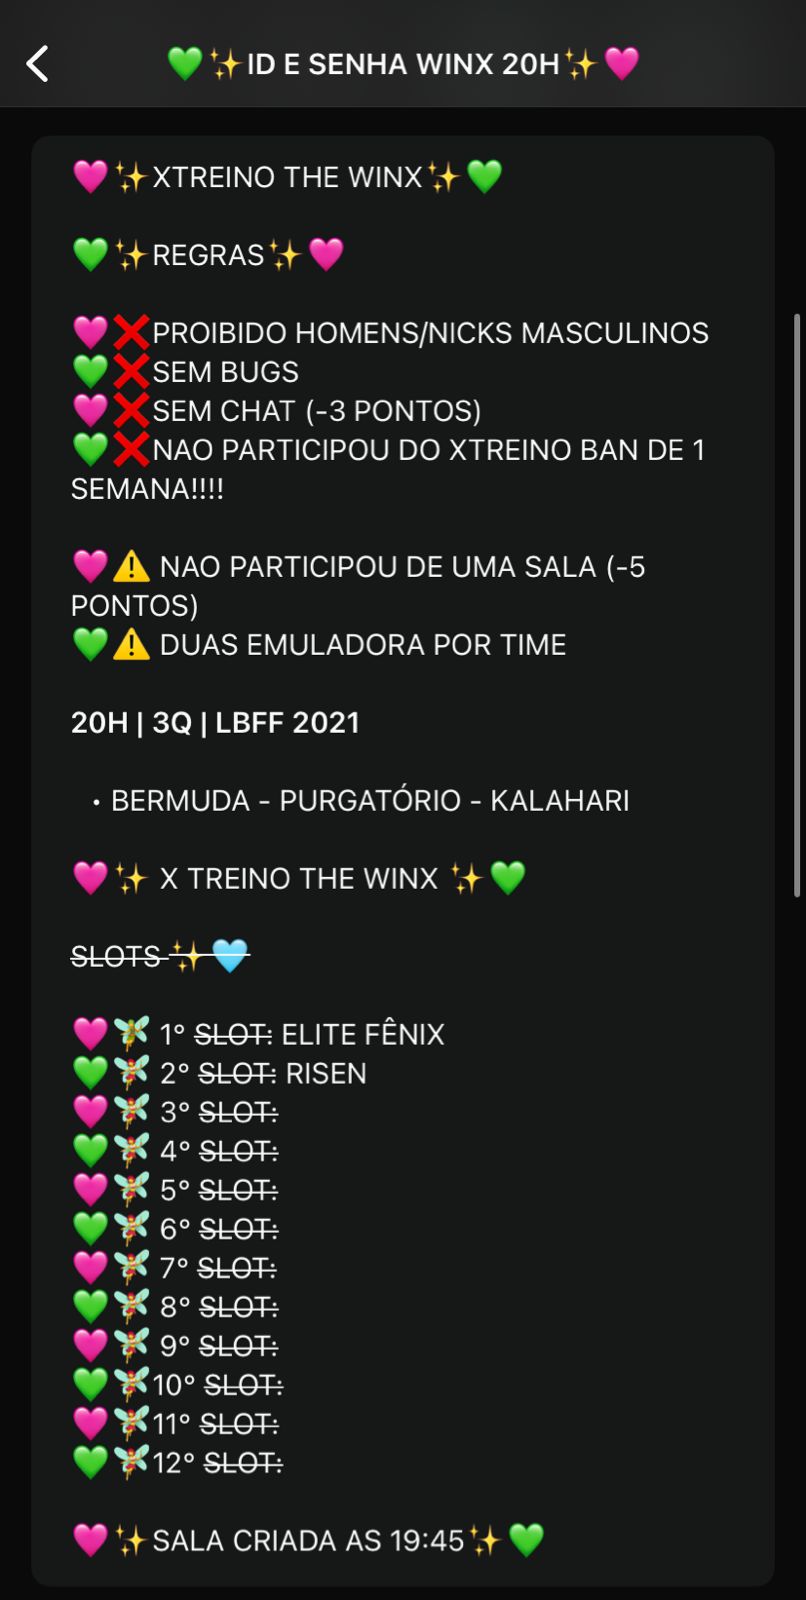 💚✨ID E SENHA WINX 20H✨🩷
🩷✨XTREINO THE WINX✨💚
💚✨REGRAS✨🩷
🩷❌PROIBIDO HOMENS/NICKS MASCULINOS
💚❌SEM BUGS
🩷❌SEM CHAT (-3 PONTOS)
💚❌NAO PARTICIPOU DO XTREINO BAN DE 1
SEMANA!!!!
🩷⚠️ NAO PARTICIPOU DE UMA SALA (-5
PONTOS)
💚⚠️ DUAS EMULADORA POR TIME
20H | 3Q | LBFF 2021
• BERMUDA - PURGATÓRIO - KALAHARI
🩷✨ X TREINO THE WINX ✨💚
SLOTS ✨🩵
🩷🧚 1° SLOT: ELITE FÊNIX
💚🧚 2° SLOT: RISEN
🩷🧚 3° SLOT:
💚🧚 4° SLOT:
🩷🧚 5° SLOT:
💚🧚 6° SLOT:
🩷🧚 7° SLOT:
💚🧚 8° SLOT:
🩷🧚 9° SLOT:
💚🧚10° SLOT:
🩷🧚11° SLOT:
💚🧚12° SLOT:
🩷✨SALA CRIADA AS 19:45✨💚